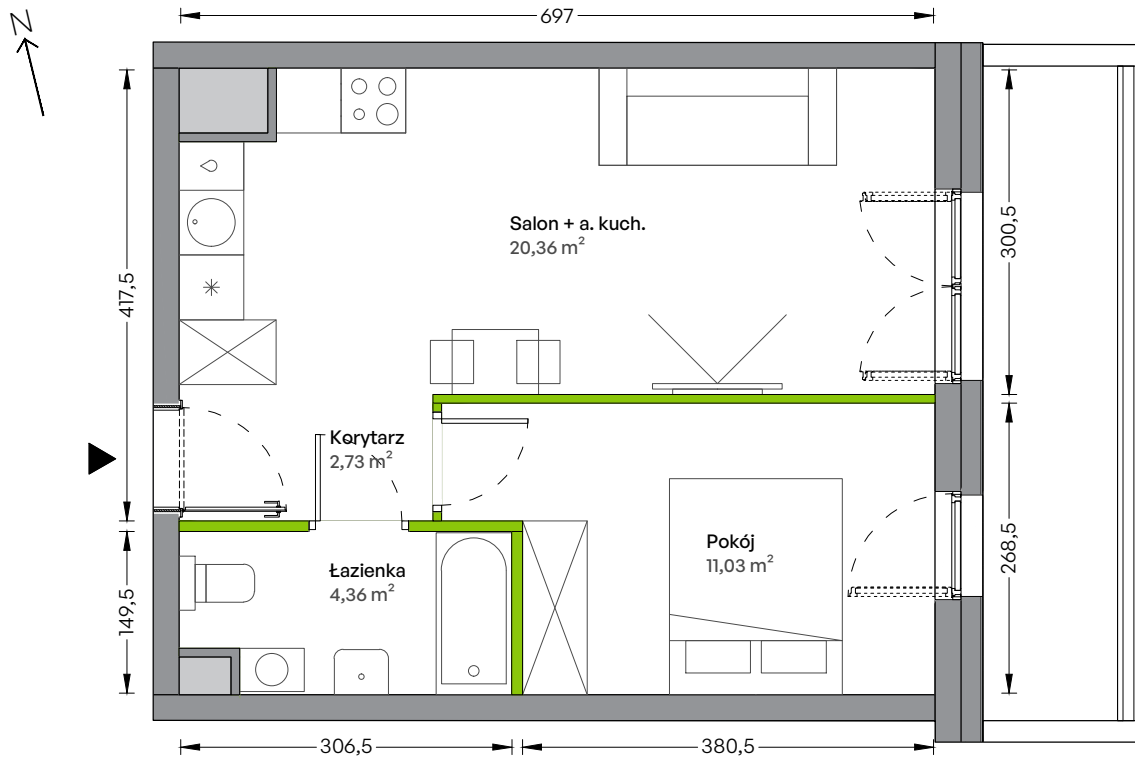 N
697
417,5
300,5
Salon + a. kuch.
20,36 m²
Korytarz
2,73 m²
Pokój
11,03 m²
268,5
Łazienka
4,36 m²
149,5
306,5
380,5